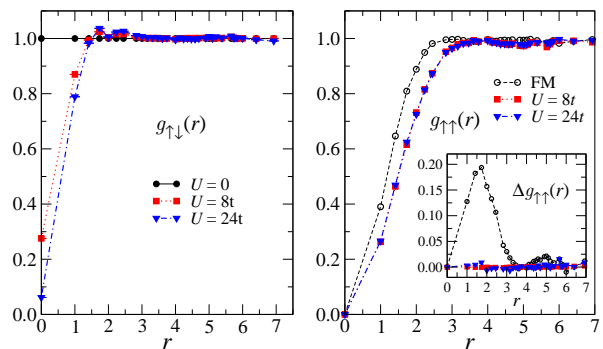 1.0
0.8
0.6
0.4
0.2
0.0
0 1 2 3 4 5 6 7
r
g↑↓(r)
U = 0
U = 8t
U = 24t
1.0
0.8
0.6
0.4
0.2
0.0
0 1 2 3 4 5 6 7
r
g↑↑(r)
FM
U = 8t
U = 24t
0.20
0.15
0.10
0.05
0.00
0 1 2 3 4 5 6 7
r
Δg↑↑(r)